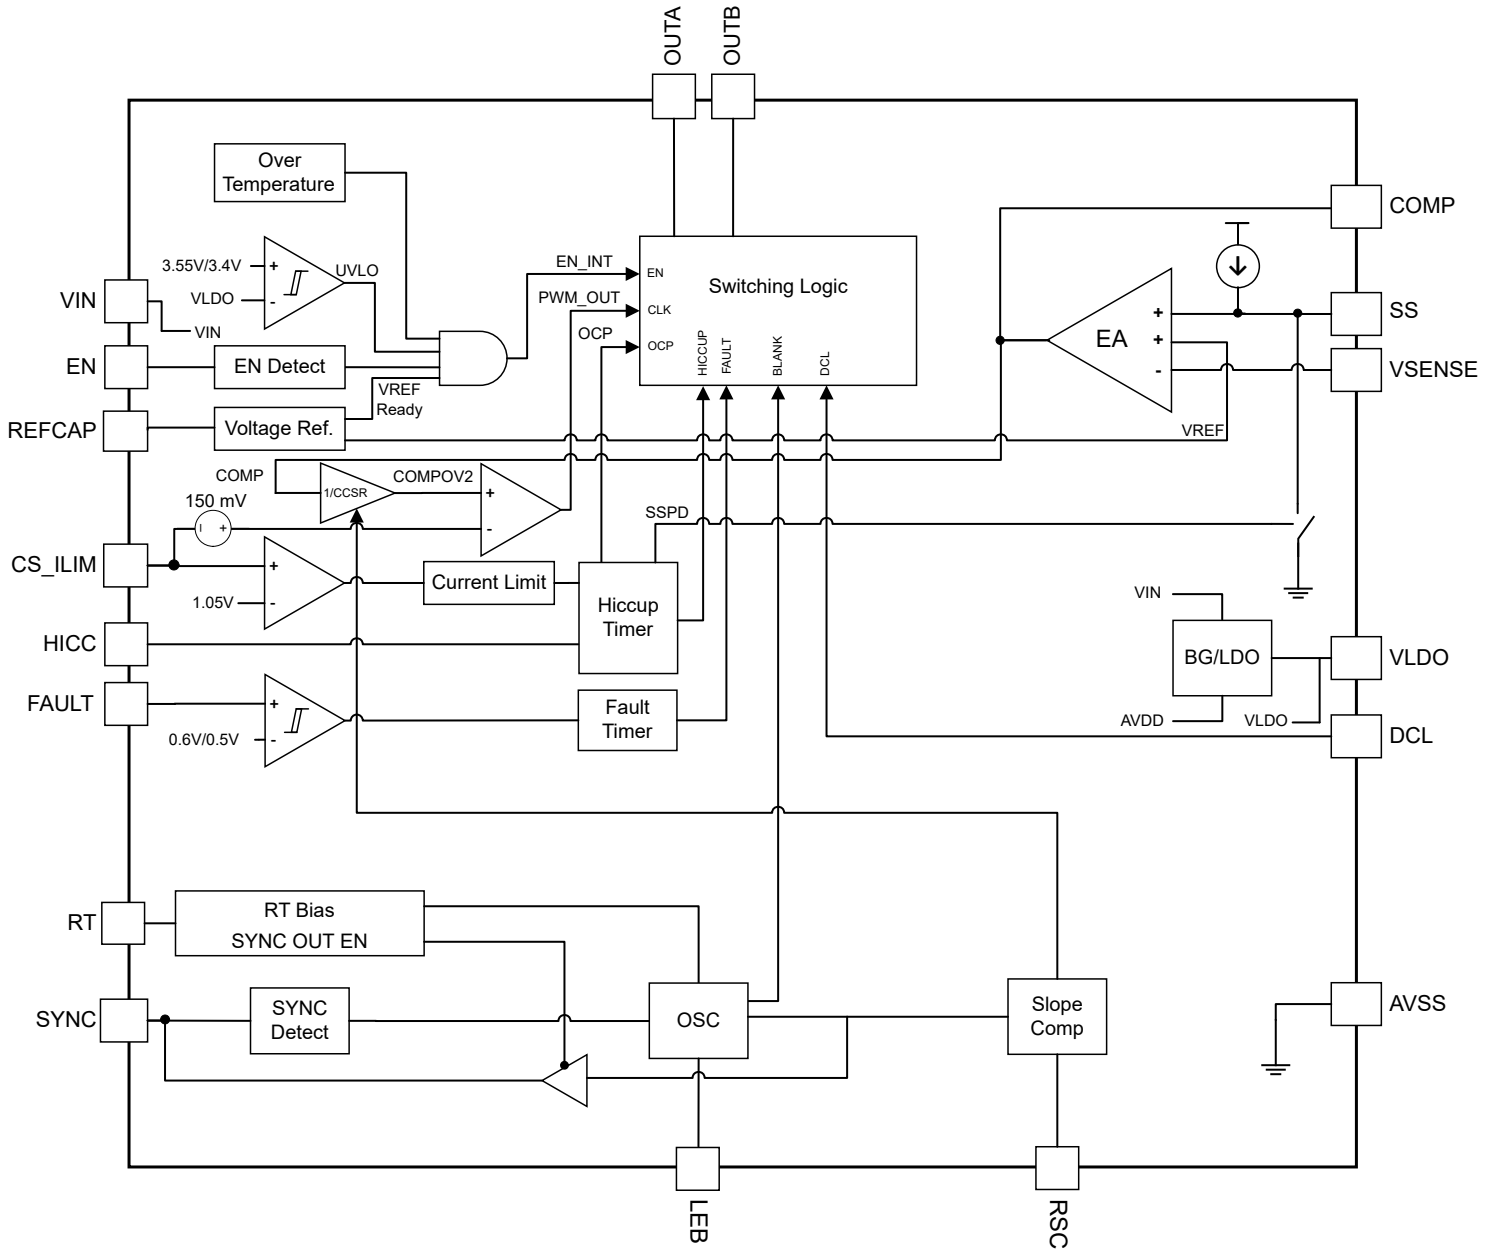 OUTA
OUTB
Over
Temperature
COMP
3.55V/3.4V
+
UVLO
VLDO
-
VIN
VIN
EN_INT
EN
Switching Logic
PWM_OUT
CLK
OCP
OCP
HICCUP
FAULT
BLANK
DCL
EA
+
+
-
SS
VSENSE
EN
EN Detect
VREF
Ready
REFCAP
Voltage Ref.
VREF
COMP
1/CCSR
COMPOV2
+
-
150 mV
+
SSPD
CS_ILIM
+
1.05V
-
Current Limit
Hiccup
Timer
HICC
VIN
BG/LDO
VLDO
AVDD
VLDO
FAULT
+
0.6V/0.5V
-
Fault
Timer
DCL
RT
RT Bias
SYNC OUT EN
SYNC
SYNC
Detect
OSC
Slope
Comp
AVSS
LEB
RSC